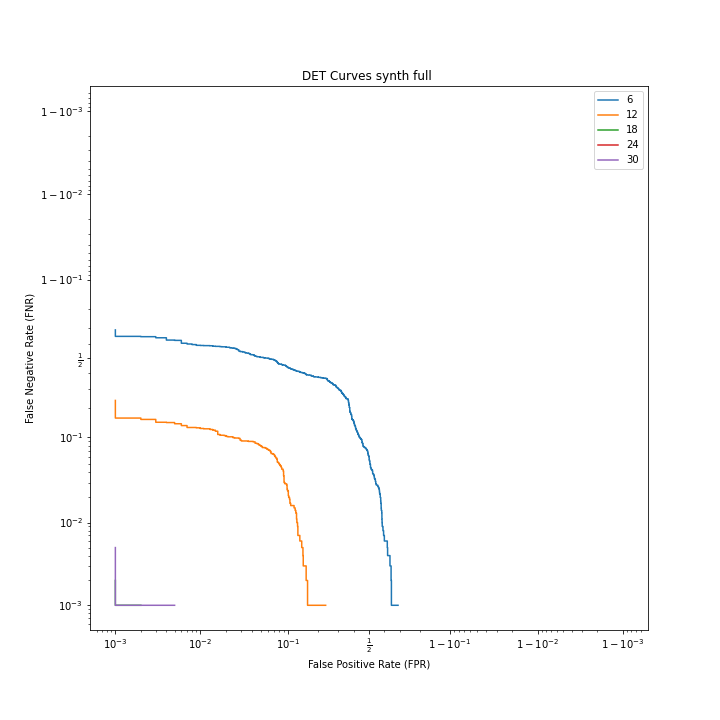 DET Curves synth full
6
12
18
24
30
1 − 10⁻³
1 − 10⁻²
1 − 10⁻¹
½
10⁻¹
10⁻²
10⁻³
False Negative Rate (FNR)
10⁻³ 10⁻² 10⁻¹ ½ 1 − 10⁻¹ 1 − 10⁻² 1 − 10⁻³
False Positive Rate (FPR)